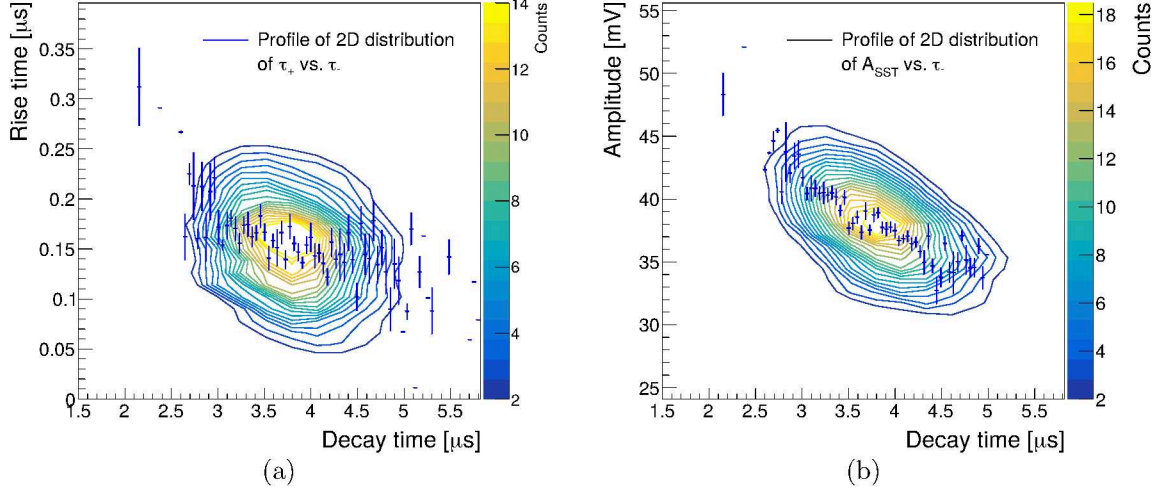 Rise time [μs]
0.35
0.3
0.25
0.2
0.15
0.1
0.05
0
Profile of 2D distribution
of τ+ vs. τ-
14
12
10
8
6
4
2
Counts
1.5 2 2.5 3 3.5 4 4.5 5 5.5
Decay time [μs]
(a)
Amplitude [mV]
55
50
45
40
35
30
25
Profile of 2D distribution
of ASST vs. τ-
18
16
14
12
10
8
6
4
2
Counts
1.5 2 2.5 3 3.5 4 4.5 5 5.5
Decay time [μs]
(b)